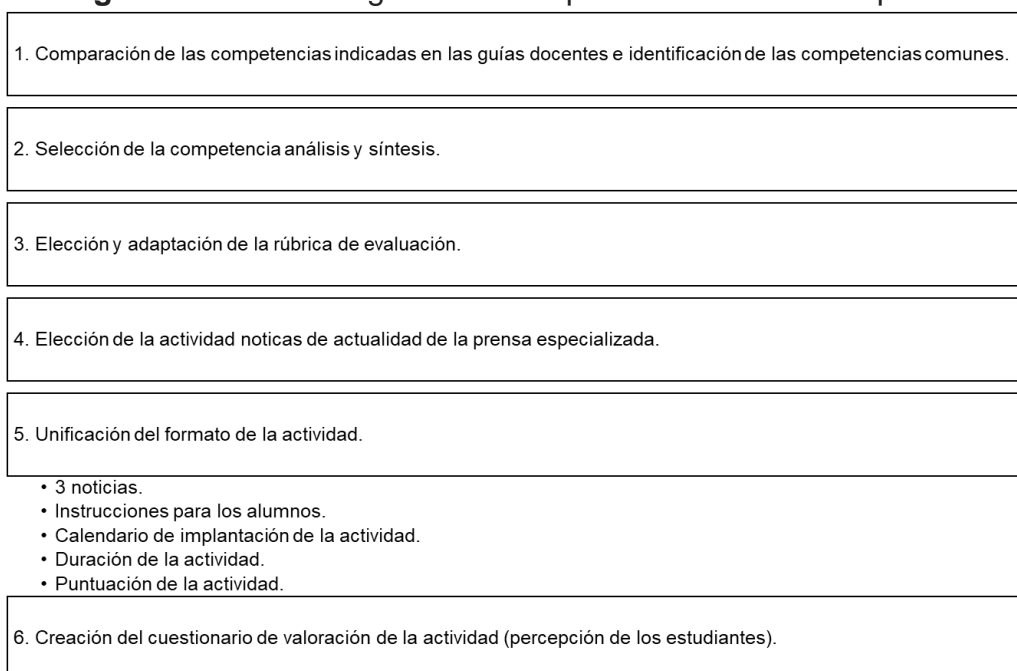 1. Comparación de las competencias indicadas en las guías docentes e identificación de las competencias comunes.
2. Selección de la competencia análisis y síntesis.
3. Elección y adaptación de la rúbrica de evaluación.
4. Elección de la actividad noticas de actualidad de la prensa especializada.
5. Unificación del formato de la actividad.
• 3 noticias.
• Instrucciones para los alumnos.
• Calendario de implantación de la actividad.
• Duración de la actividad.
• Puntuación de la actividad.
6. Creación del cuestionario de valoración de la actividad (percepción de los estudiantes).